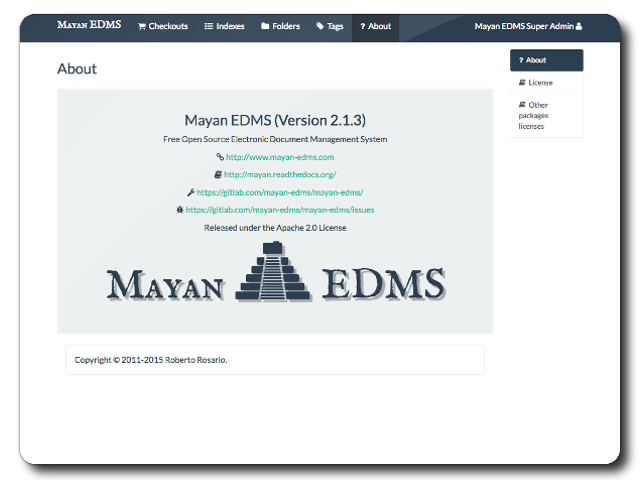 Mayan EDMS Checkouts Indexes Folders Tags ? About Mayan EDMS Super Admin
About
? About
License
Other packages licenses
Mayan EDMS (Version 2.1.3)
Free Open Source Electronic Document Management System
http://www.mayan-edms.com
http://mayan.readthedocs.org/
https://gitlab.com/mayan-edms/mayan-edms/
https://gitlab.com/mayan-edms/mayan-edms/issues
Released under the Apache 2.0 License
Mayan EDMS
Copyright © 2011-2015 Roberto Rosario.